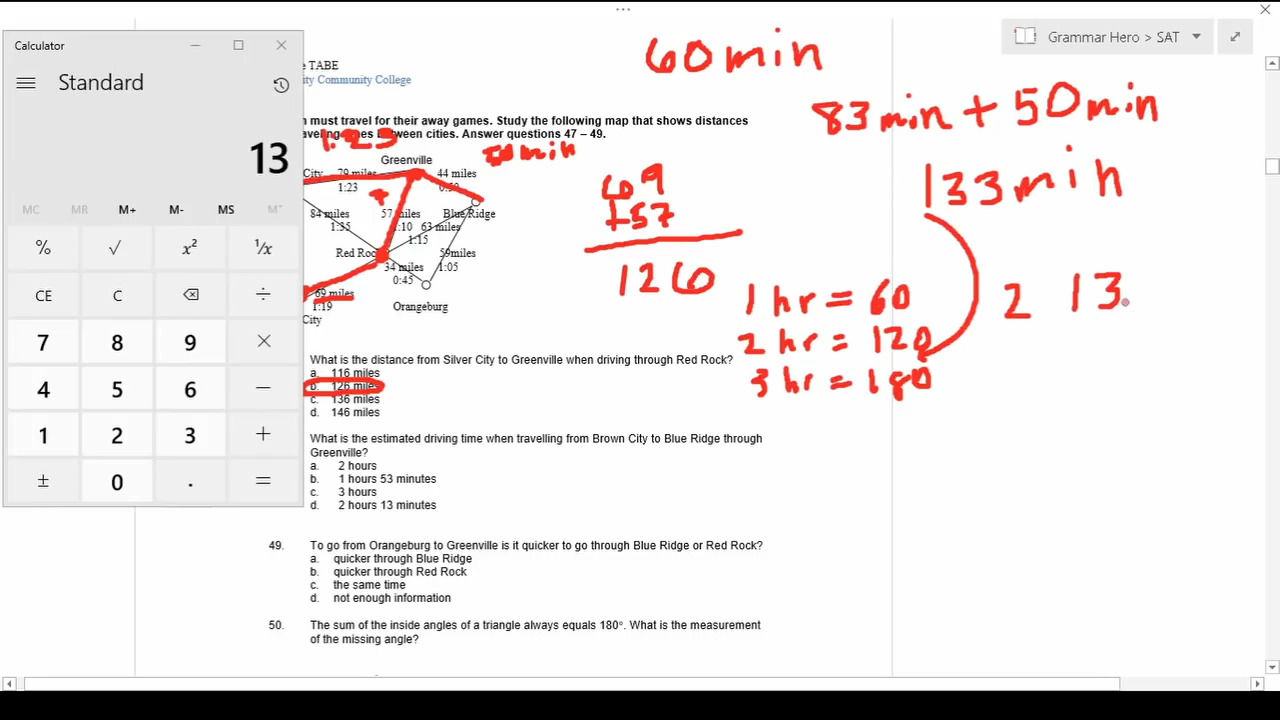 Calculator
Standard
13
MC MR M+ M- MS
% √ x² ¹/x
CE C ÷
7 8 9 ×
4 5 6 −
1 2 3 +
± 0 . =
Grammar Hero > SAT
TABE
ity Community College
must travel for their away games. Study the following map that shows distances
between cities. Answer questions 47 – 49.
1:23
Greenville
50 min
City
79 miles
1:23
44 miles
0:50
+
84 miles
1:35
57 miles
1:10
63 miles
1:15
Blue Ridge
Red Rock
34 miles
0:45
59miles
1:05
69 miles
1:19
City
Orangeburg
60 min
83 min + 50 min
133 min
69
+57
126
1 hr = 60
2 hr = 120
3 hr = 180
2 13
What is the distance from Silver City to Greenville when driving through Red Rock?
a. 116 miles
b. 126 miles
c. 136 miles
d. 146 miles
What is the estimated driving time when travelling from Brown City to Blue Ridge through
Greenville?
a. 2 hours
b. 1 hours 53 minutes
c. 3 hours
d. 2 hours 13 minutes
49. To go from Orangeburg to Greenville is it quicker to go through Blue Ridge or Red Rock?
a. quicker through Blue Ridge
b. quicker through Red Rock
c. the same time
d. not enough information
50. The sum of the inside angles of a triangle always equals 180°. What is the measurement
of the missing angle?